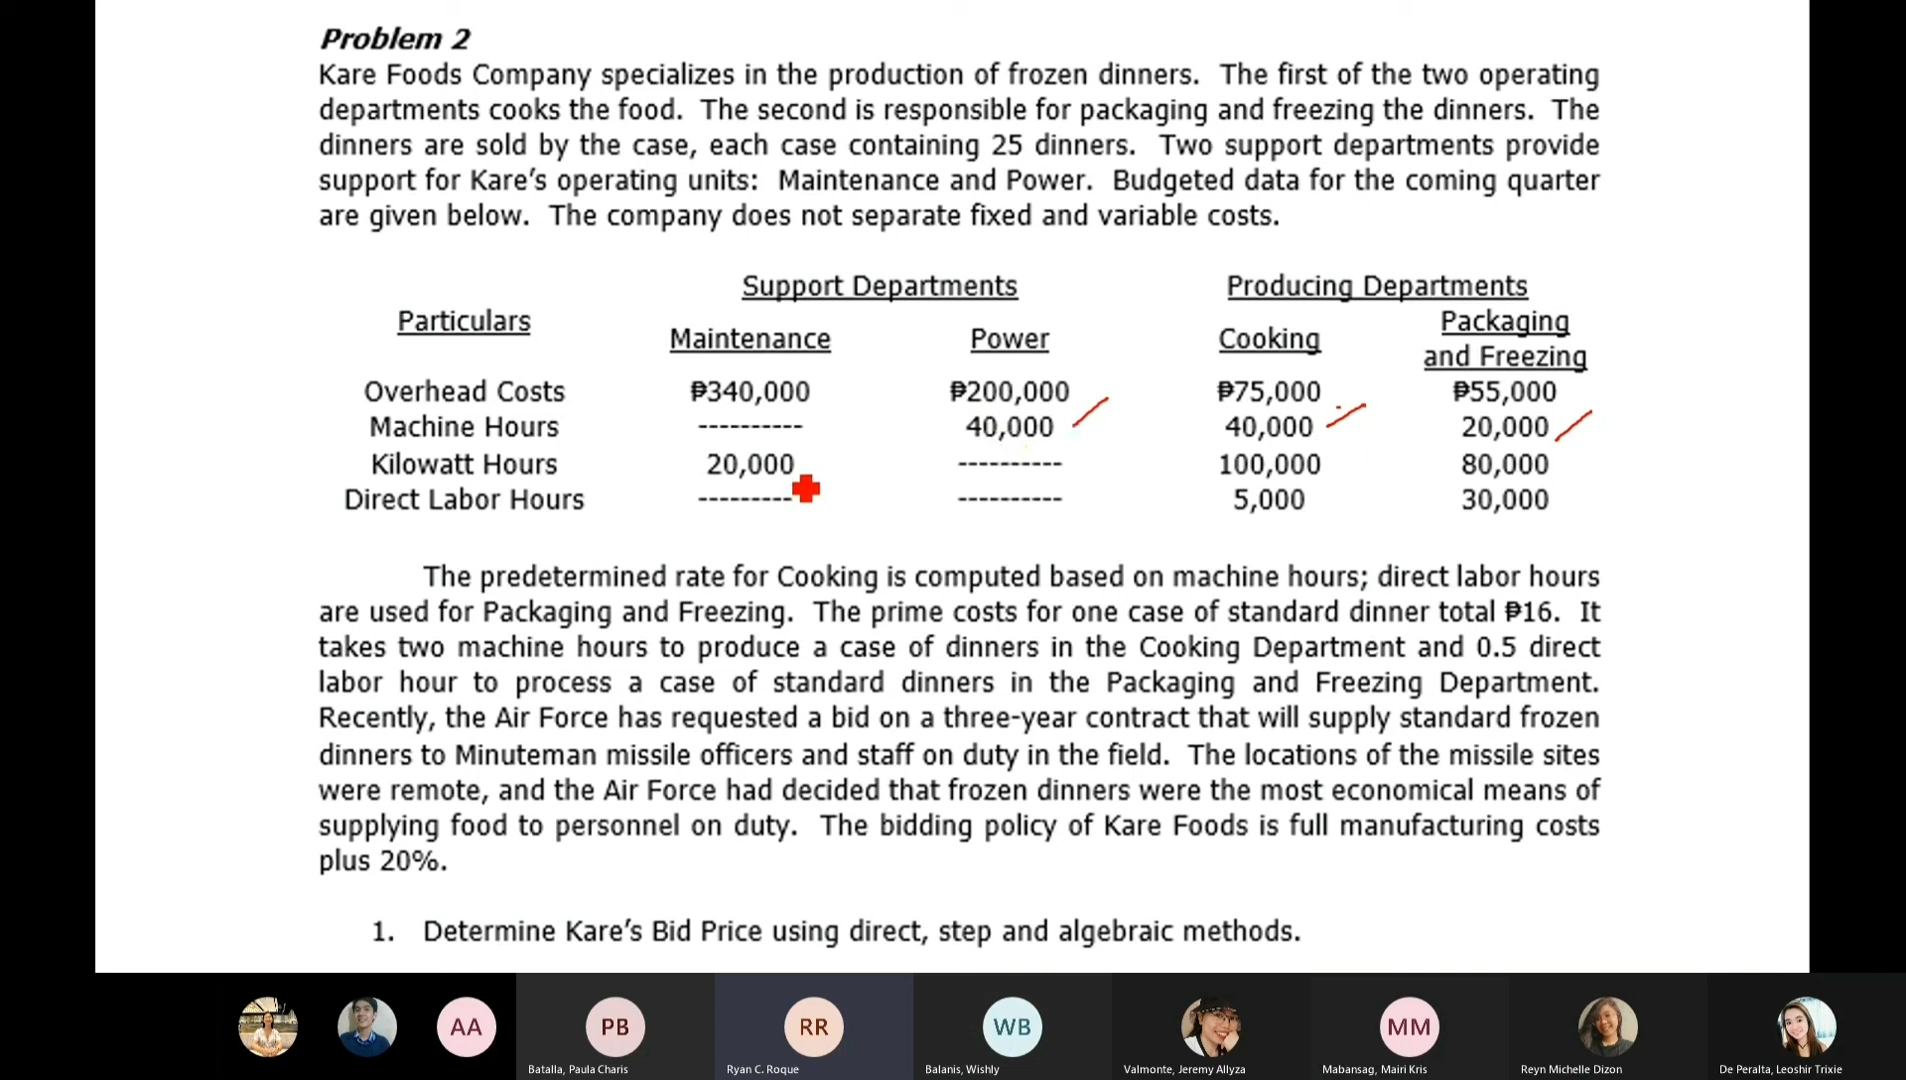 Problem 2
Kare Foods Company specializes in the production of frozen dinners. The first of the two operating
departments cooks the food. The second is responsible for packaging and freezing the dinners. The
dinners are sold by the case, each case containing 25 dinners. Two support departments provide
support for Kare's operating units: Maintenance and Power. Budgeted data for the coming quarter
are given below. The company does not separate fixed and variable costs.
Support Departments Producing Departments
Particulars Maintenance Power Cooking Packaging and Freezing
Overhead Costs ₱340,000 ₱200,000 ₱75,000 ₱55,000
Machine Hours ---------- 40,000 40,000 20,000
Kilowatt Hours 20,000 ---------- 100,000 80,000
Direct Labor Hours --------- ---------- 5,000 30,000
The predetermined rate for Cooking is computed based on machine hours; direct labor hours
are used for Packaging and Freezing. The prime costs for one case of standard dinner total ₱16. It
takes two machine hours to produce a case of dinners in the Cooking Department and 0.5 direct
labor hour to process a case of standard dinners in the Packaging and Freezing Department.
Recently, the Air Force has requested a bid on a three-year contract that will supply standard frozen
dinners to Minuteman missile officers and staff on duty in the field. The locations of the missile sites
were remote, and the Air Force had decided that frozen dinners were the most economical means of
supplying food to personnel on duty. The bidding policy of Kare Foods is full manufacturing costs
plus 20%.
1. Determine Kare's Bid Price using direct, step and algebraic methods.
AA PB RR WB MM
Batalla, Paula Charis Ryan C. Roque Balanis, Wishly Valmonte, Jeremy Allyza Mabansag, Mairi Kris Reyn Michelle Dizon De Peralta, Leoshir Trixie